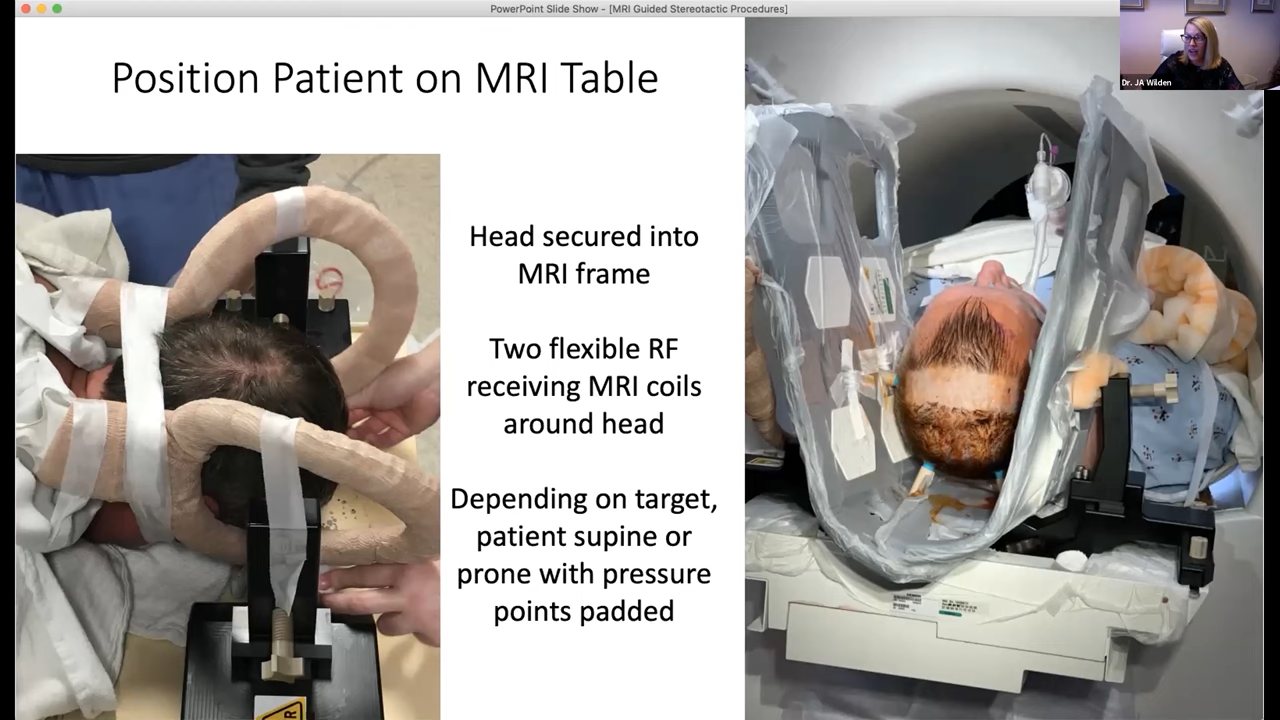 PowerPoint Slide Show - [MRI Guided Stereotactic Procedures]
Dr. JA Wilden
Position Patient on MRI Table
Head secured into
MRI frame
Two flexible RF
receiving MRI coils
around head
Depending on target,
patient supine or
prone with pressure
points padded